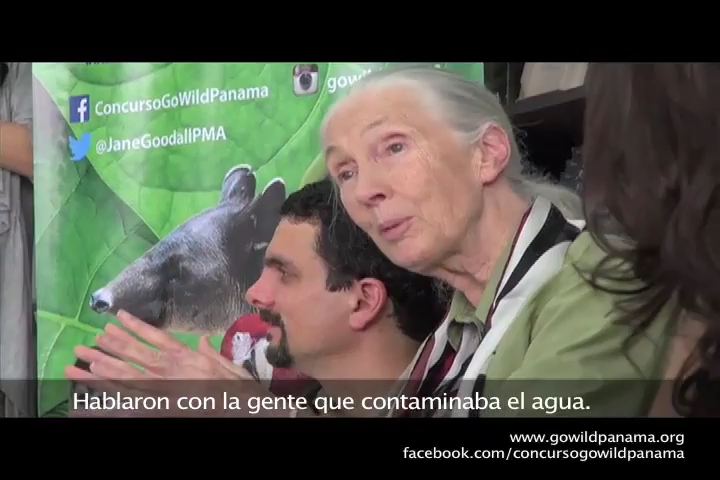 ConcursoGoWildPanama
@JaneGoodallPMA
Hablaron con la gente que contaminaba el agua.
www.gowildpanama.org
facebook.com/concursogowildpanama